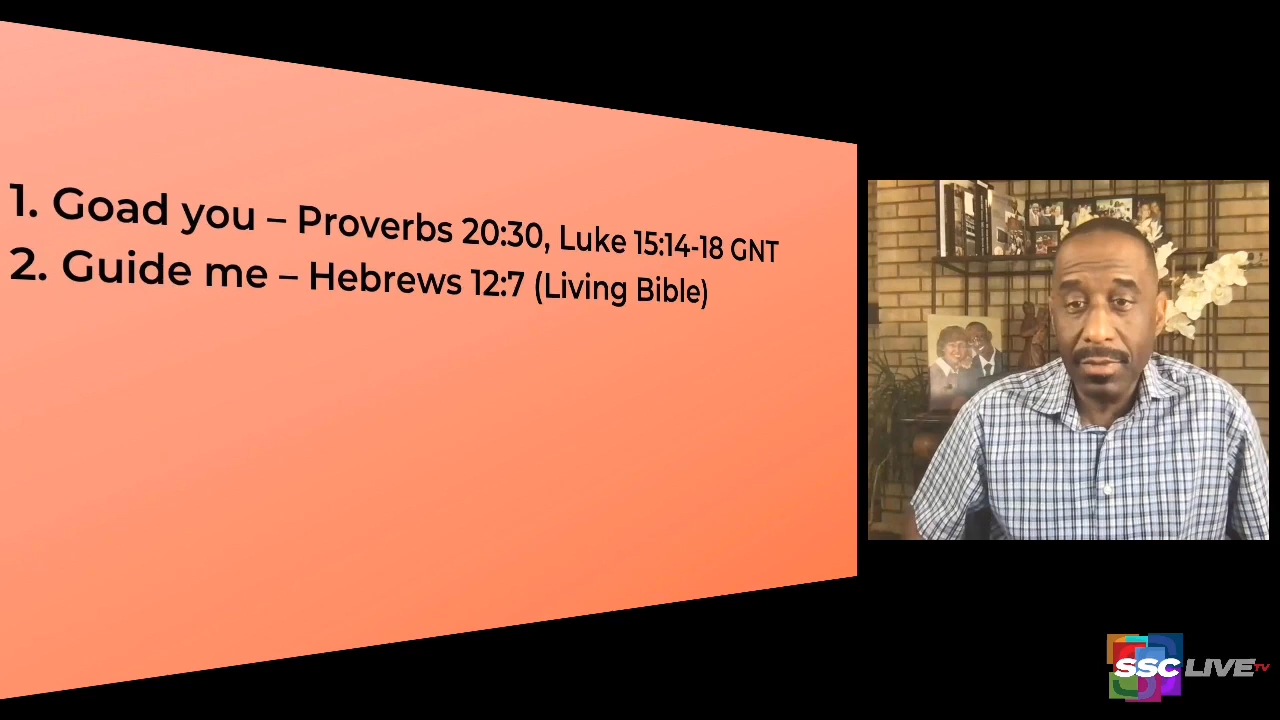 1. Goad you – Proverbs 20:30, Luke 15:14-18 GNT
2. Guide me – Hebrews 12:7 (Living Bible)
SSC LIVE TV